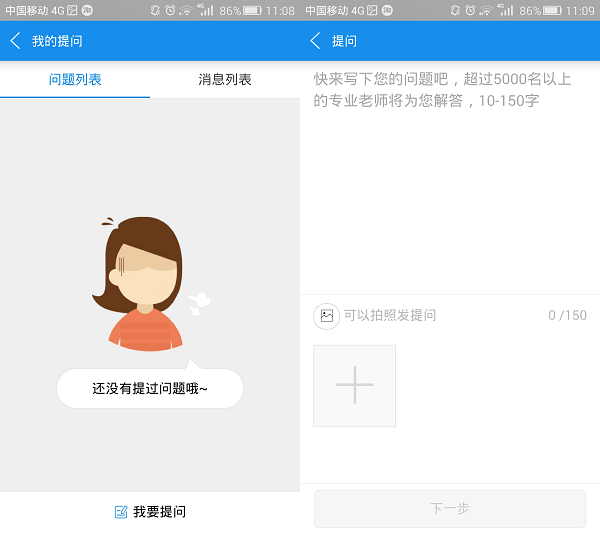 中国移动 4G
4G
86%
11:08
我的提问
问题列表
消息列表
还没有提过问题哦~
我要提问
中国移动 4G
4G
86%
11:09
提问
快来写下您的问题吧，超过5000名以上
的专业老师将为您解答，10-150字
可以拍照发提问
0 /150
下一步